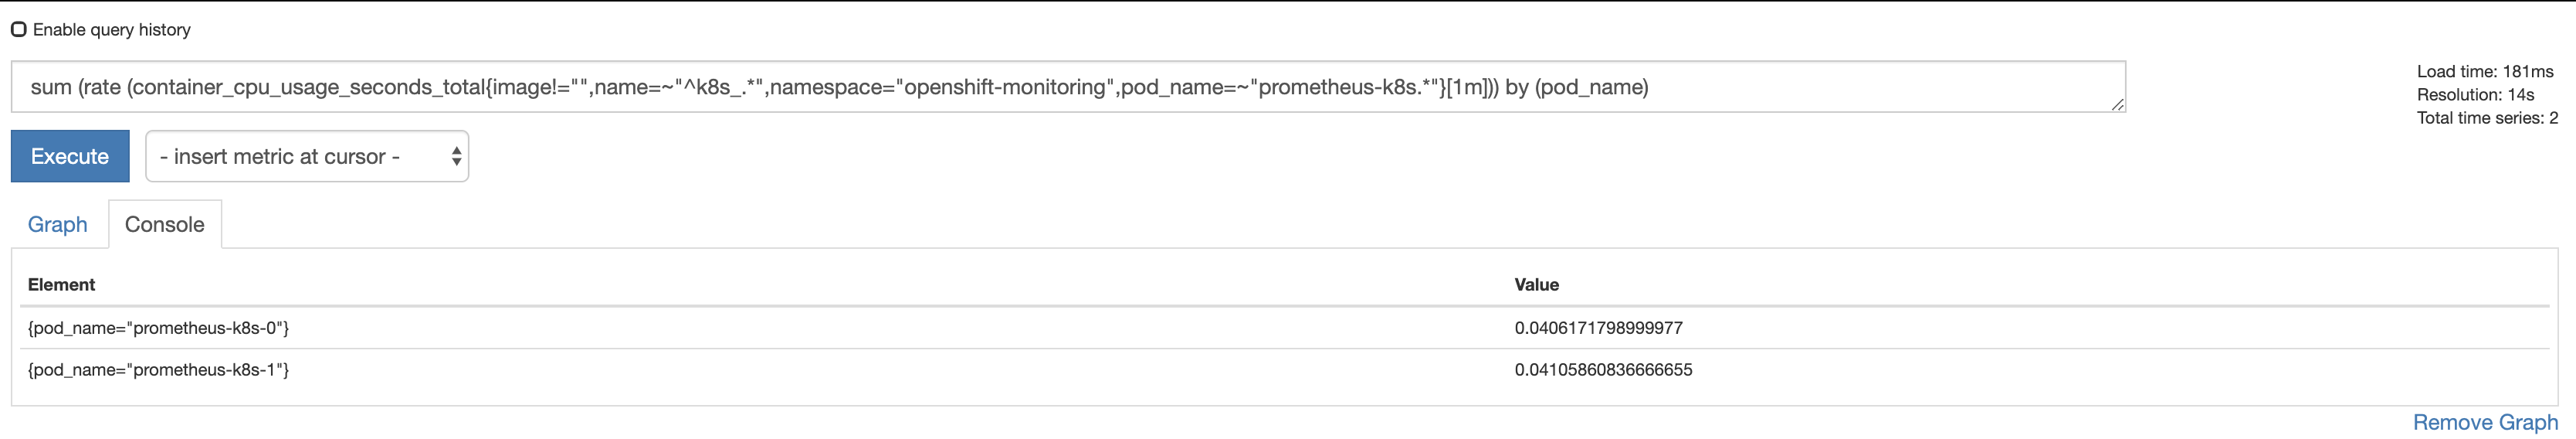 Enable query history
sum (rate (container_cpu_usage_seconds_total{image!="",name=~"^k8s_.*",namespace="openshift-monitoring",pod_name=~"prometheus-k8s.*"}[1m])) by (pod_name)
Load time: 181ms
Resolution: 14s
Total time series: 2
Execute
- insert metric at cursor -
Graph
Console
Element Value
{pod_name="prometheus-k8s-0"} 0.0406171798999977
{pod_name="prometheus-k8s-1"} 0.04105860836666655
Remove Graph